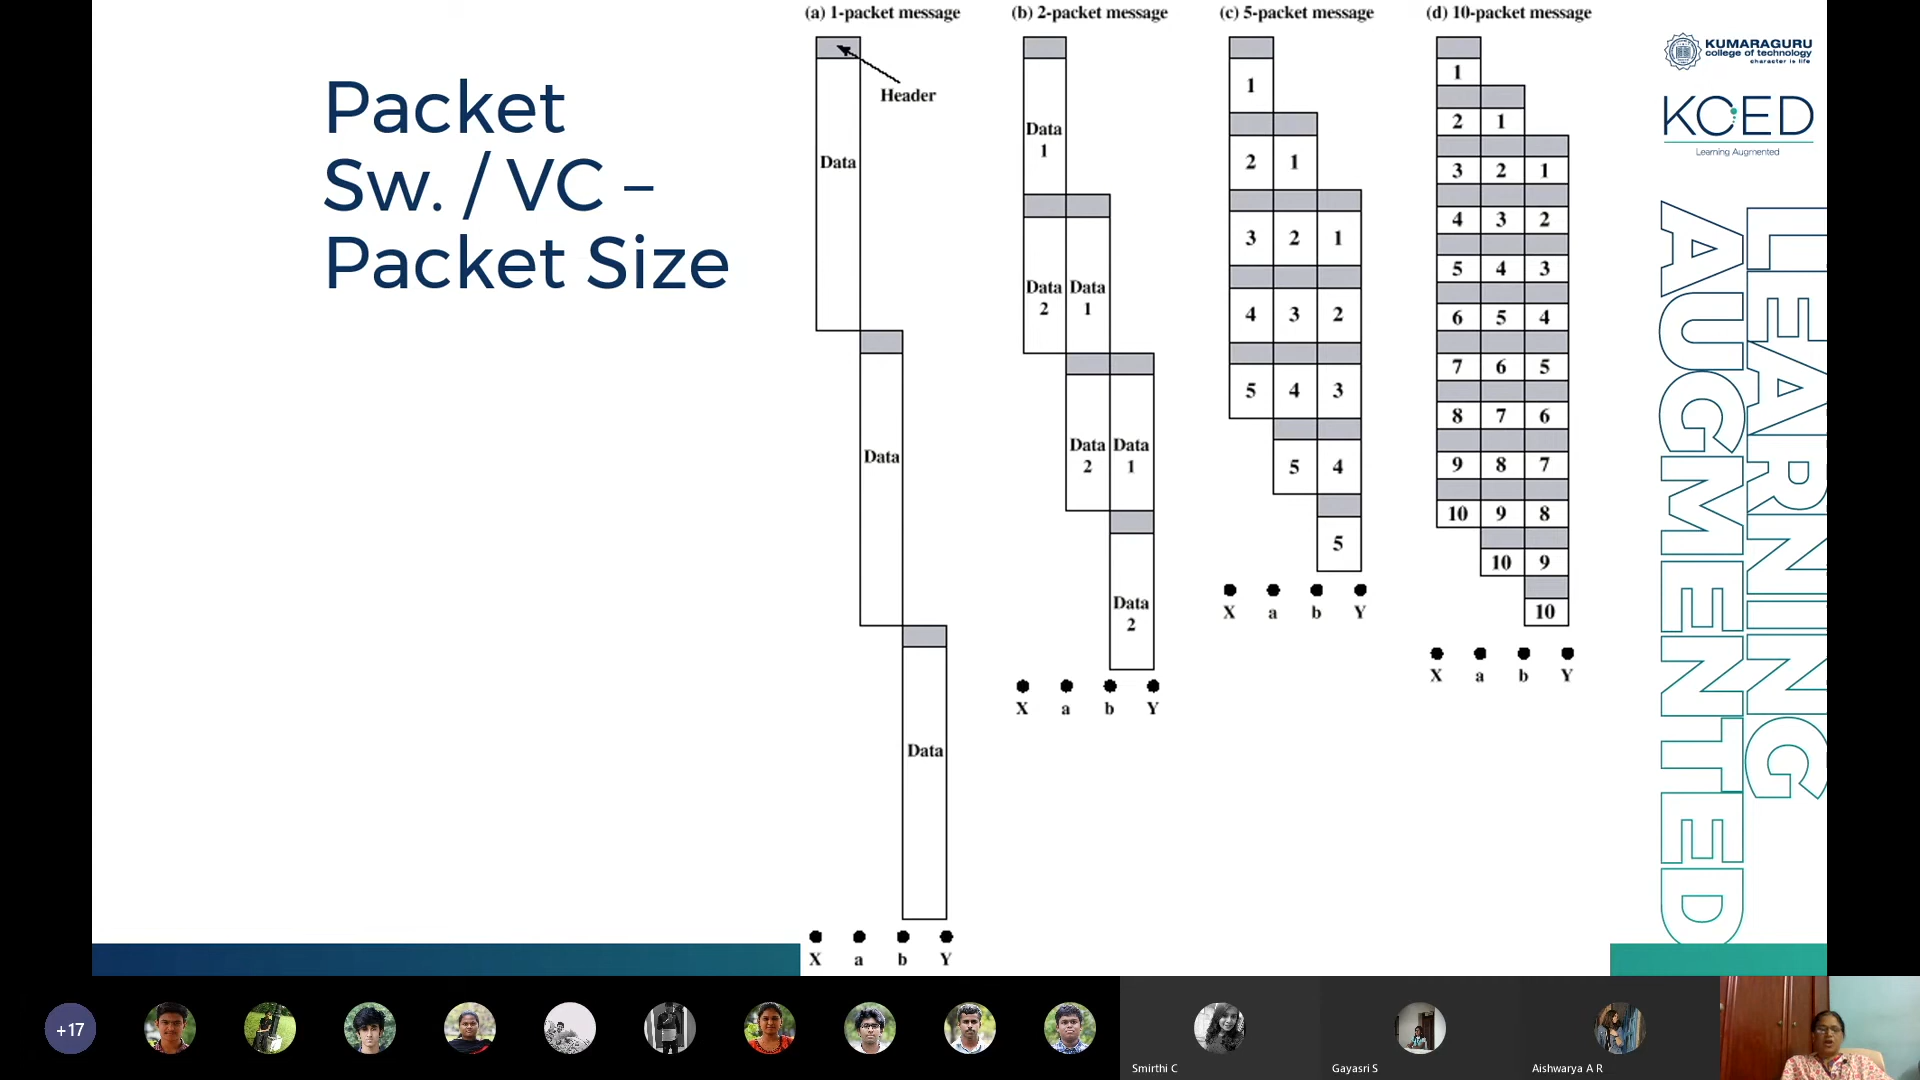 Packet
Sw. / VC –
Packet Size
(a) 1-packet message
Header
Data
Data
Data
X a b Y
(b) 2-packet message
Data
1
Data Data
2 1
Data Data
2 1
Data
2
X a b Y
(c) 5-packet message
1
2 1
3 2 1
4 3 2
5 4 3
5 4
5
X a b Y
(d) 10-packet message
1
2 1
3 2 1
4 3 2
5 4 3
6 5 4
7 6 5
8 7 6
9 8 7
10 9 8
10 9
10
X a b Y
KUMARAGURU
college of technology
character is life
KCED
Learning Augmented
LEARNING
AUGMENTED
+17
Smirthi C
Gayasri S
Aishwarya A R